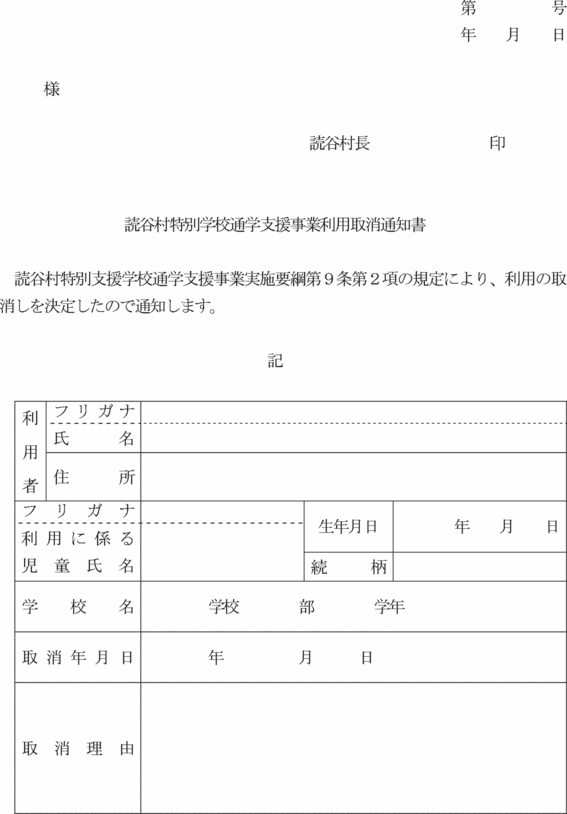 第　　　　　号
年　　月　　日
様
読谷村長　　　　　　　　印
読谷村特別学校通学支援事業利用取消通知書
読谷村特別支援学校通学支援事業実施要綱第９条第２項の規定により、利用の取
消しを決定したので通知します。
記
利用者
フリガナ
氏　　　名
住　　　所
フリガナ
利用に係る
児童氏名
生年月日　　　　　年　　月　　日
続　　柄
学　校　名　　　　　学校　　　　部　　　　学年
取消年月日　　　　　年　　　　　月　　　日
取消理由